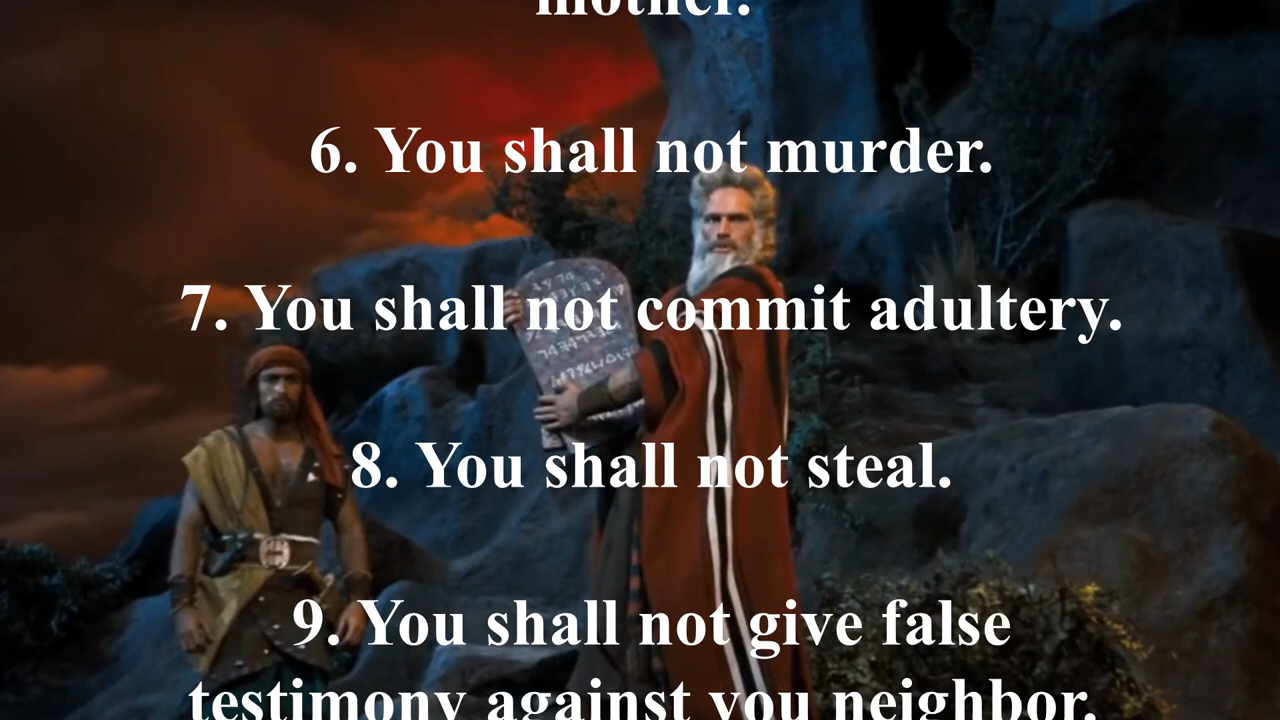 mother.
6. You shall not murder.
7. You shall not commit adultery.
8. You shall not steal.
9. You shall not give false
testimony against you neighbor.